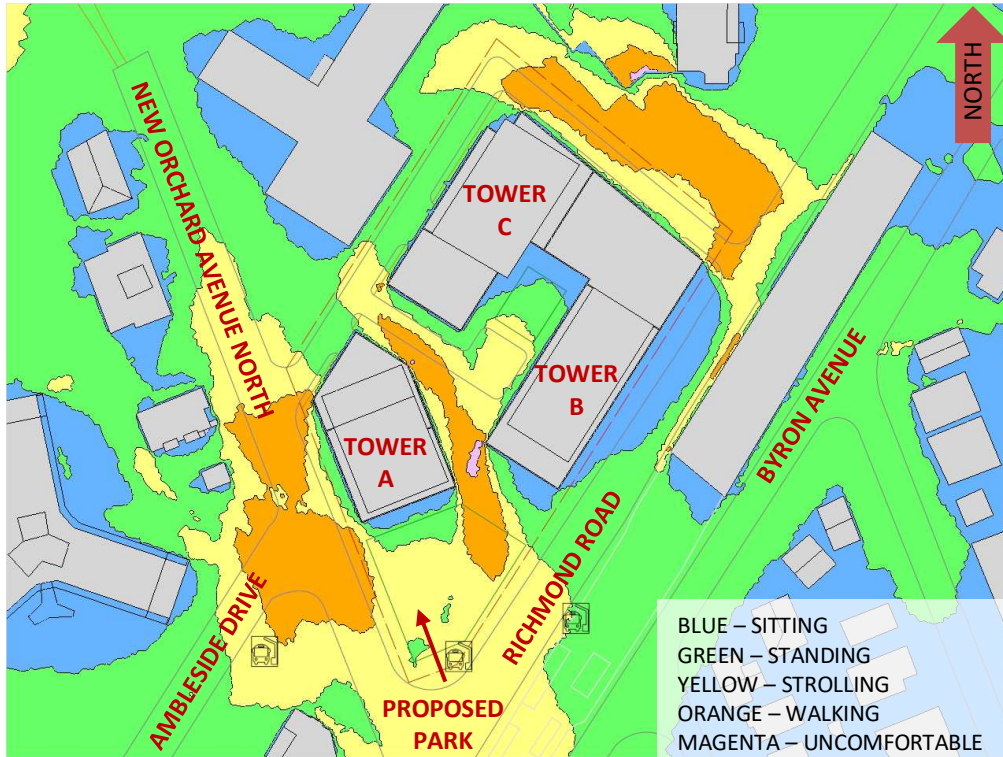 NORTH
NEW ORCHARD AVENUE NORTH
TOWER
C
TOWER
B
TOWER
A
BYRON AVENUE
RICHMOND ROAD
AMBLESIDE DRIVE
PROPOSED
PARK
BLUE – SITTING
GREEN – STANDING
YELLOW – STROLLING
ORANGE – WALKING
MAGENTA – UNCOMFORTABLE